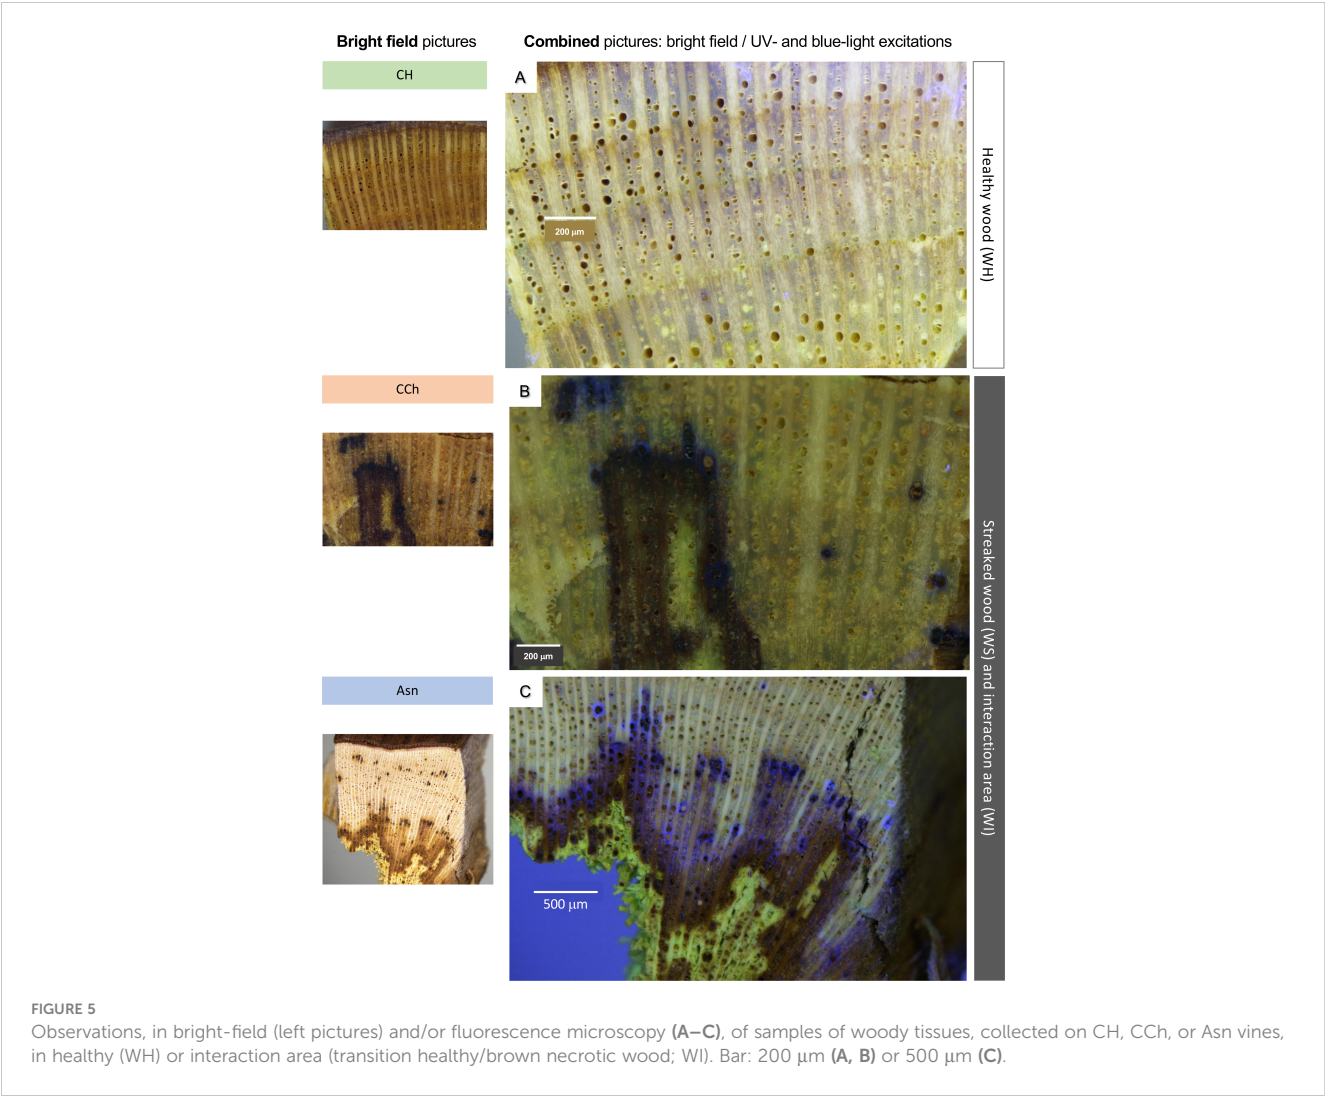 Bright field pictures
Combined pictures: bright field / UV- and blue-light excitations
CH
A
200 µm
Healthy wood (WH)
CCh
B
200 µm
Streaked wood (WS) and interaction area (WI)
Asn
C
500 µm
FIGURE 5
Observations, in bright-field (left pictures) and/or fluorescence microscopy (A–C), of samples of woody tissues, collected on CH, CCh, or Asn vines,
in healthy (WH) or interaction area (transition healthy/brown necrotic wood; WI). Bar: 200 µm (A, B) or 500 µm (C).